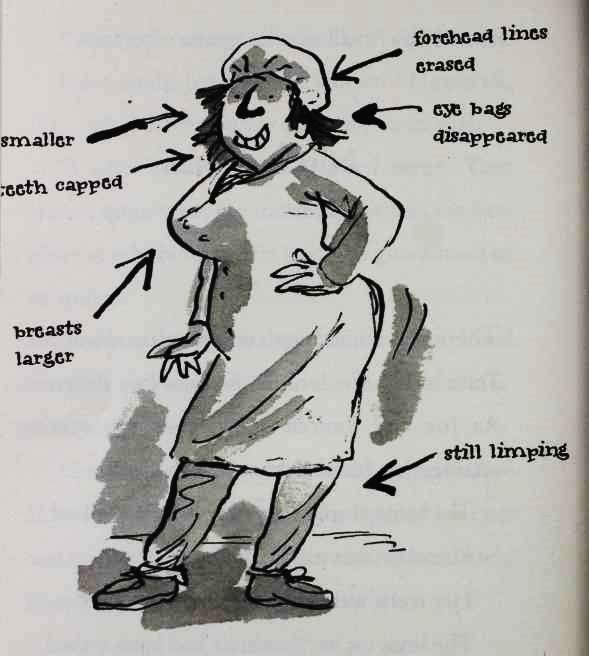 forehead lines
erased
eye bags
disappeared
smaller
teeth capped
breasts
larger
still limping